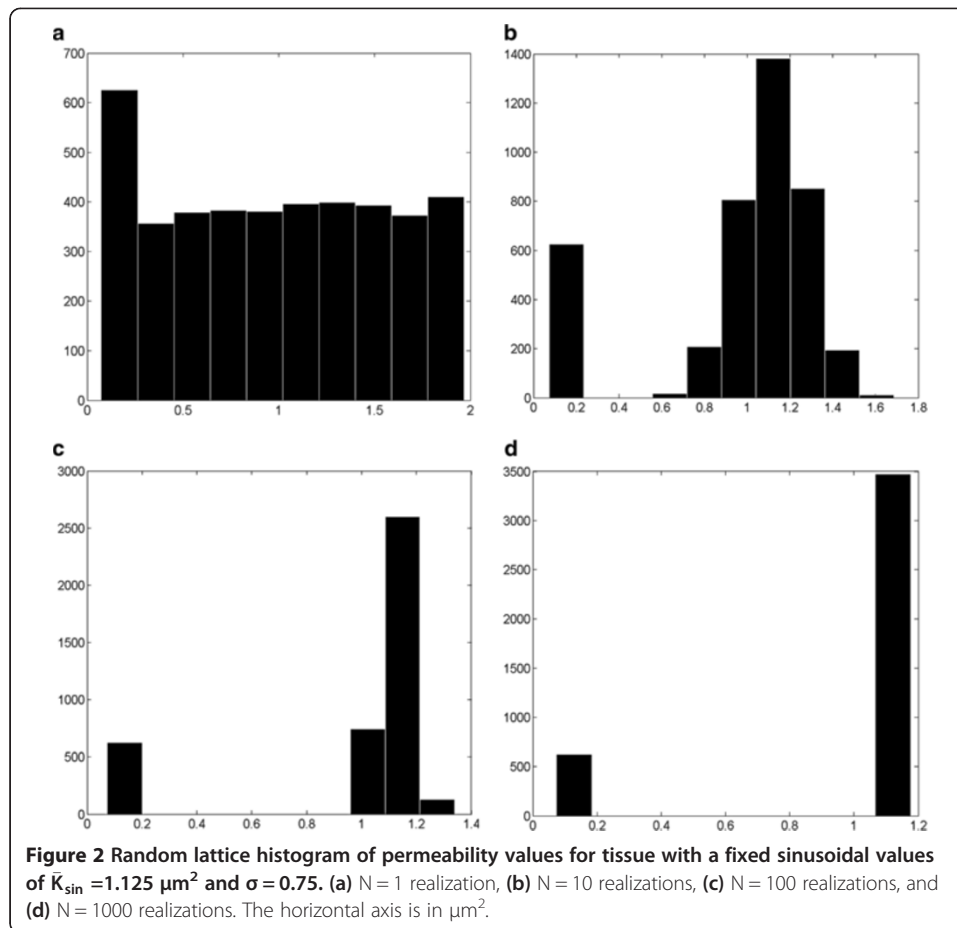 a
700
600
500
400
300
200
100
0
0 0.5 1 1.5 2
b
1400
1200
1000
800
600
400
200
0
0 0.2 0.4 0.6 0.8 1 1.2 1.4 1.6 1.8
c
3000
2500
2000
1500
1000
500
0
0 0.2 0.4 0.6 0.8 1 1.2 1.4
d
3500
3000
2500
2000
1500
1000
500
0
0 0.2 0.4 0.6 0.8 1 1.2
Figure 2 Random lattice histogram of permeability values for tissue with a fixed sinusoidal values
of K̄sin =1.125 μm² and σ = 0.75. (a) N = 1 realization, (b) N = 10 realizations, (c) N = 100 realizations, and
(d) N = 1000 realizations. The horizontal axis is in μm².